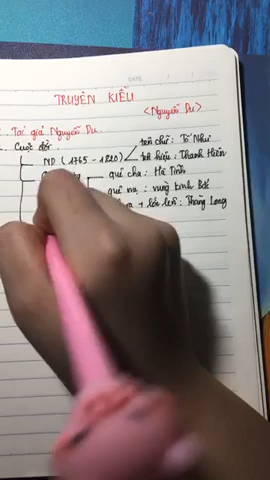 DATE / /
TRUYỆN KIỀU
<Nguyễn Du>
Tác giả Nguyễn Du
Cuộc đời
ND (1765 - 1820) tên chữ: Tố Như
tên hiệu: Thanh Hiên
quê cha: Hà Tĩnh
quê mẹ: vùng Kinh Bắc
+ lớn lên: Thăng Long